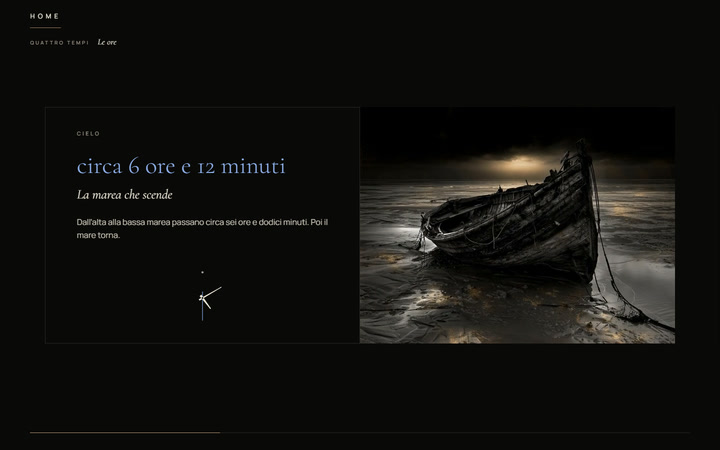 HOME
QUATTRO TEMPI Le ore
CIELO
circa 6 ore e 12 minuti
La marea che scende
Dall'alta alla bassa marea passano circa sei ore e dodici minuti. Poi il
mare torna.